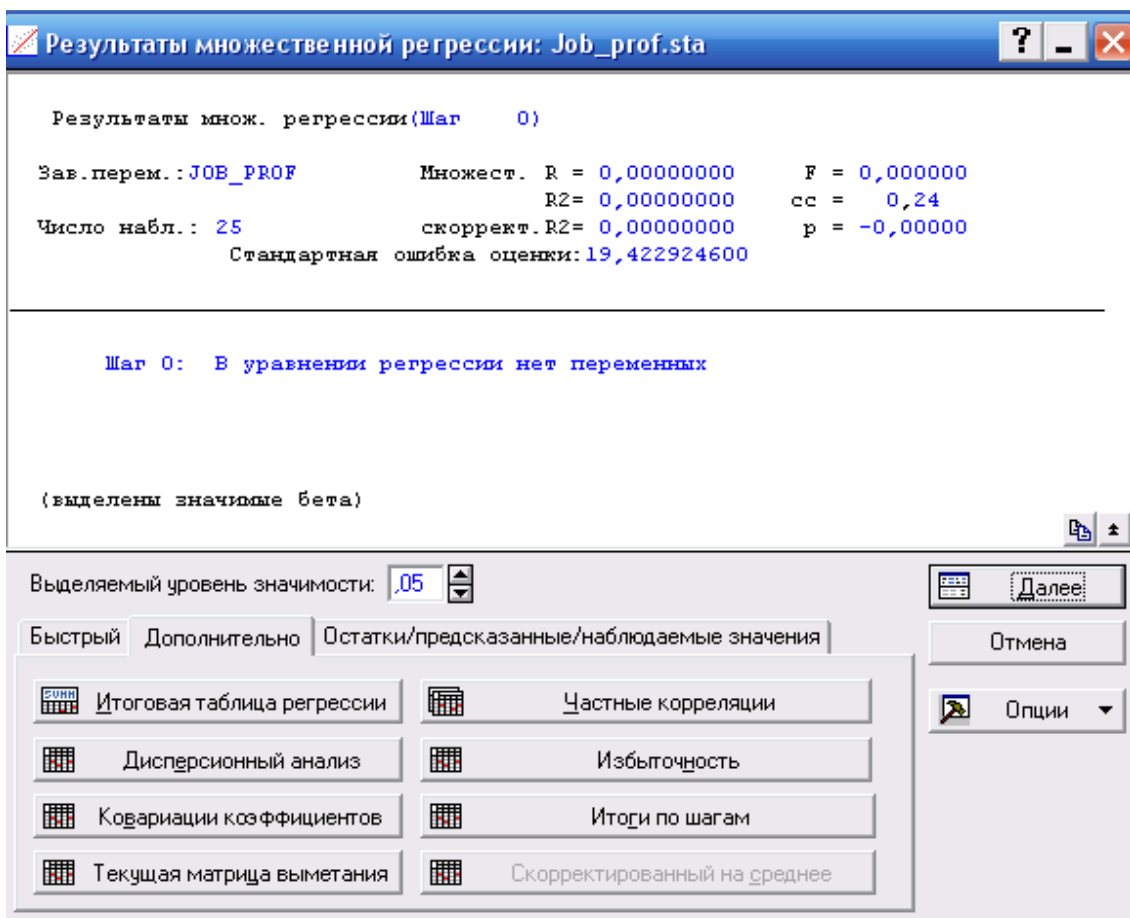 Результаты множественной регрессии: Job_prof.sta
Результаты множ. регрессии(Шаг 0)
Зав.перем.:JOB_PROF Множест. R = 0,00000000 F = 0,000000
R2= 0,00000000 сс = 0,24
Число набл.: 25 скоррект.R2= 0,00000000 p = -0,00000
Стандартная ошибка оценки:19,422924600
Шаг 0: В уравнении регрессии нет переменных
(выделены значимые бета)
Выделяемый уровень значимости: ,05
Далее
Быстрый Дополнительно Остатки/предсказанные/наблюдаемые значения
Отмена
Итоговая таблица регрессии Частные корреляции
Опции
Дисперсионный анализ Избыточность
Ковариации коэффициентов Итоги по шагам
Текущая матрица выметания Скорректированный на среднее